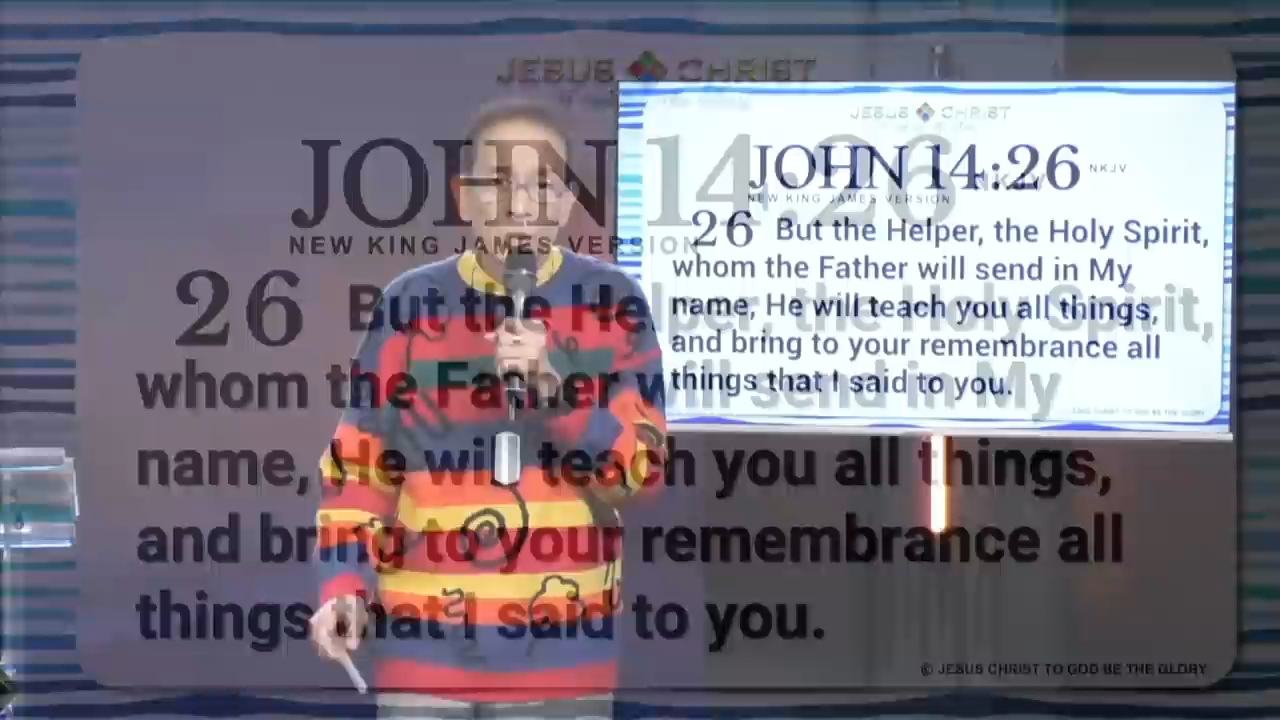 JESUS CHRIST
JOHN 14:26
NKJV
NEW KING JAMES VERSION
26 But the Helper, the Holy Spirit,
whom the Father will send in My
name, He will teach you all things,
and bring to your remembrance all
things that I said to you.
© JESUS CHRIST TO GOD BE THE GLORY
JESUS CHRIST
JOHN 14:26 NKJV
NEW KING JAMES VERSION
26 But the Helper, the Holy Spirit,
whom the Father will send in My
name, He will teach you all things,
and bring to your remembrance all
things that I said to you.